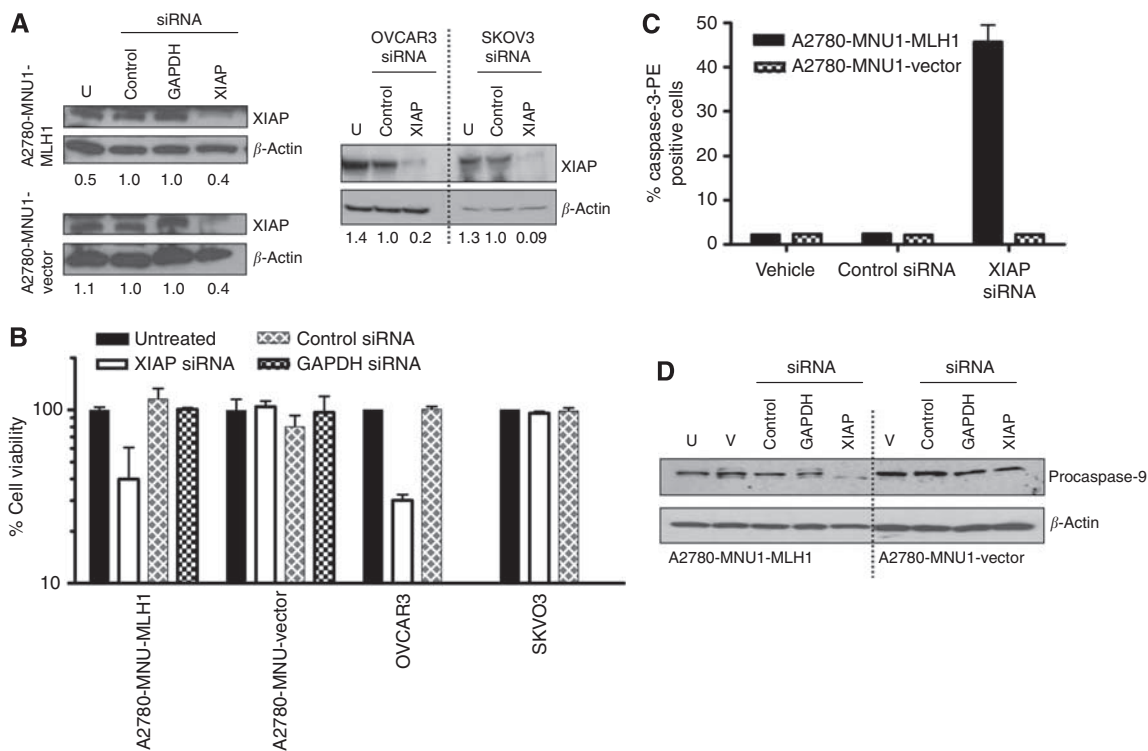 A
siRNA
U
Control
GAPDH
XIAP
A2780-MNU1-
MLH1
XIAP
β-Actin
0.5 1.0 1.0 0.4
A2780-MNU1-
vector
XIAP
β-Actin
1.1 1.0 1.0 0.4
OVCAR3
siRNA
SKOV3
siRNA
U
Control
XIAP
U
Control
XIAP
XIAP
β-Actin
1.4 1.0 0.2 1.3 1.0 0.09
B
Untreated
Control siRNA
XIAP siRNA
GAPDH siRNA
% Cell viability
100
10
A2780-MNU-MLH1
A2780-MNU-vector
OVCAR3
SKVO3
C
A2780-MNU1-MLH1
A2780-MNU1-vector
% caspase-3-PE
positive cells
50
40
30
20
10
0
Vehicle
Control siRNA
XIAP
siRNA
D
siRNA
siRNA
U
V
Control
GAPDH
XIAP
V
Control
GAPDH
XIAP
Procaspase-9
β-Actin
A2780-MNU1-MLH1
A2780-MNU1-vector